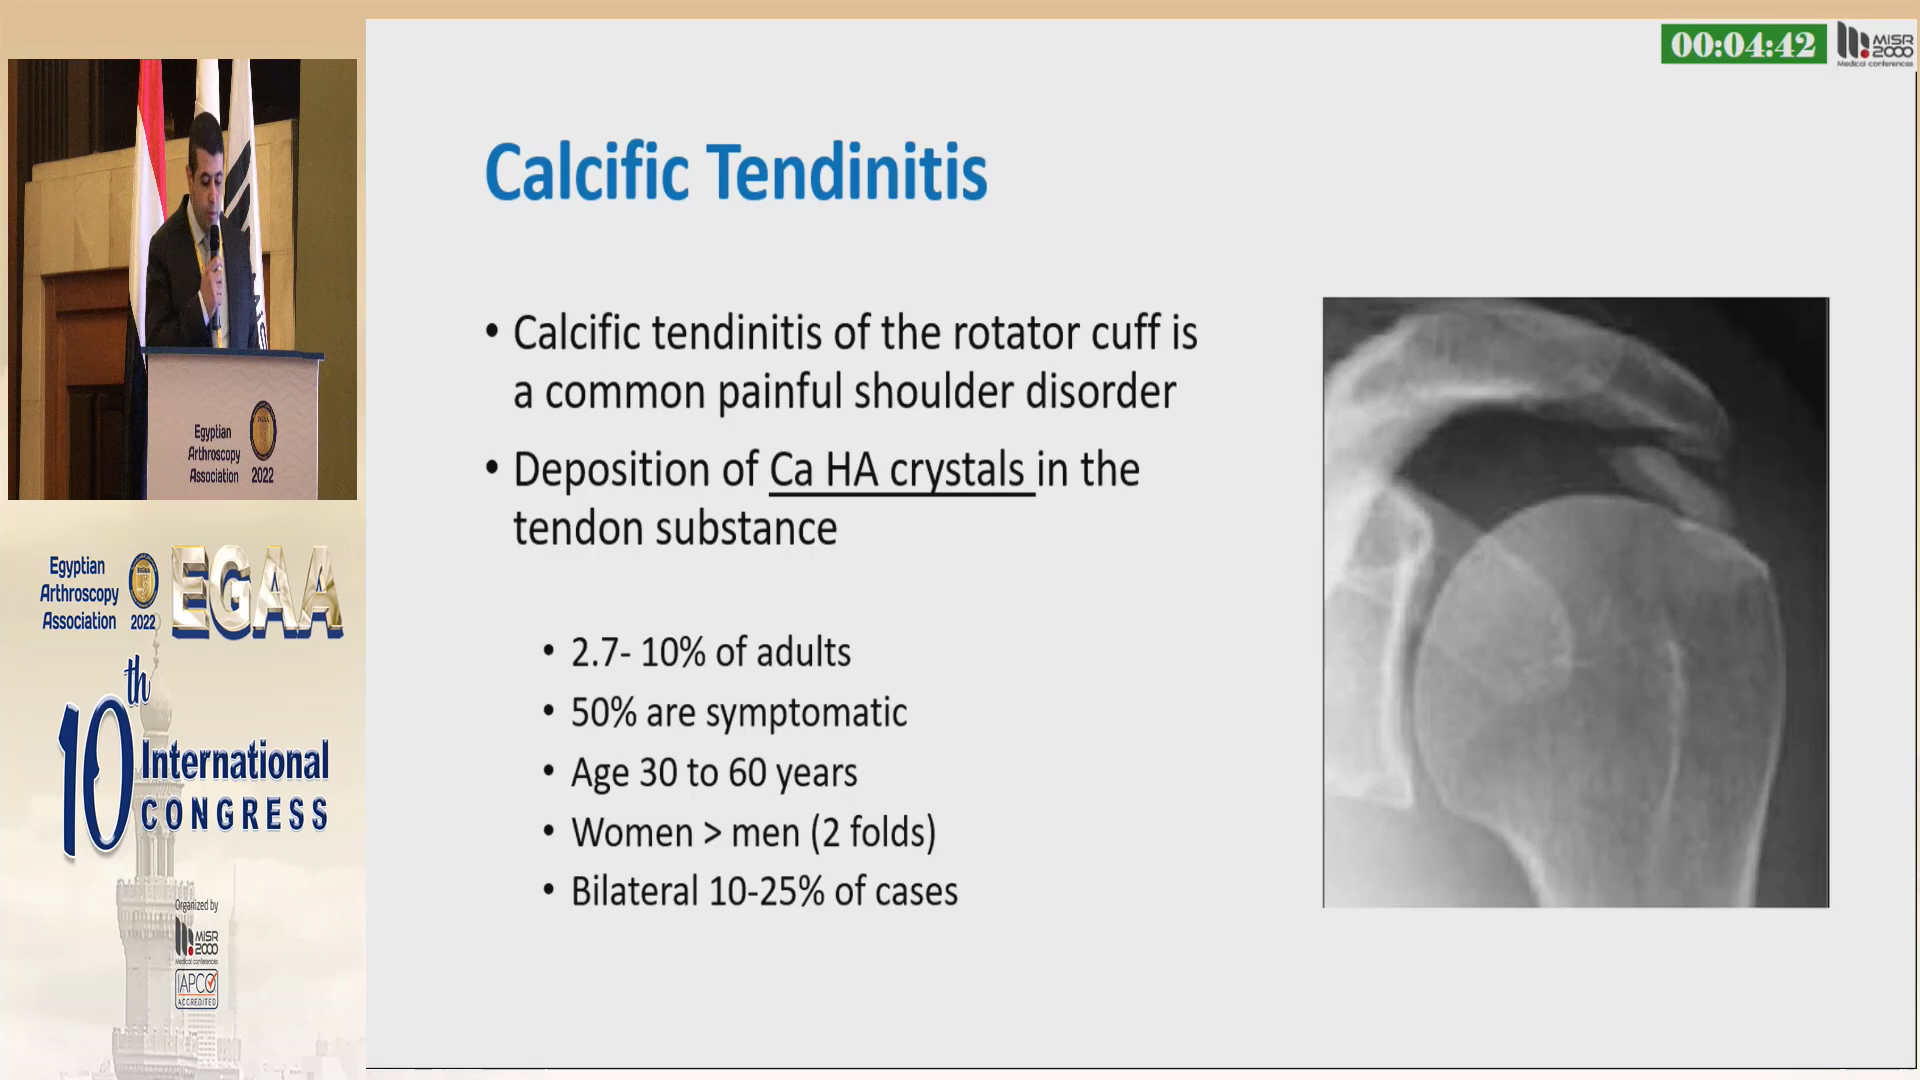 00:04:42
MISR
2000
Medical conferences
Calcific Tendinitis
• Calcific tendinitis of the rotator cuff is
a common painful shoulder disorder
• Deposition of Ca HA crystals in the
tendon substance
• 2.7- 10% of adults
• 50% are symptomatic
• Age 30 to 60 years
• Women > men (2 folds)
• Bilateral 10-25% of cases
Egyptian
Arthroscopy
Association 2022
Egyptian
Arthroscopy
Association 2022
EGAA
10th
International
CONGRESS
Organized by
MISR
2000
Medical conferences
IAPCO
ACCREDITED